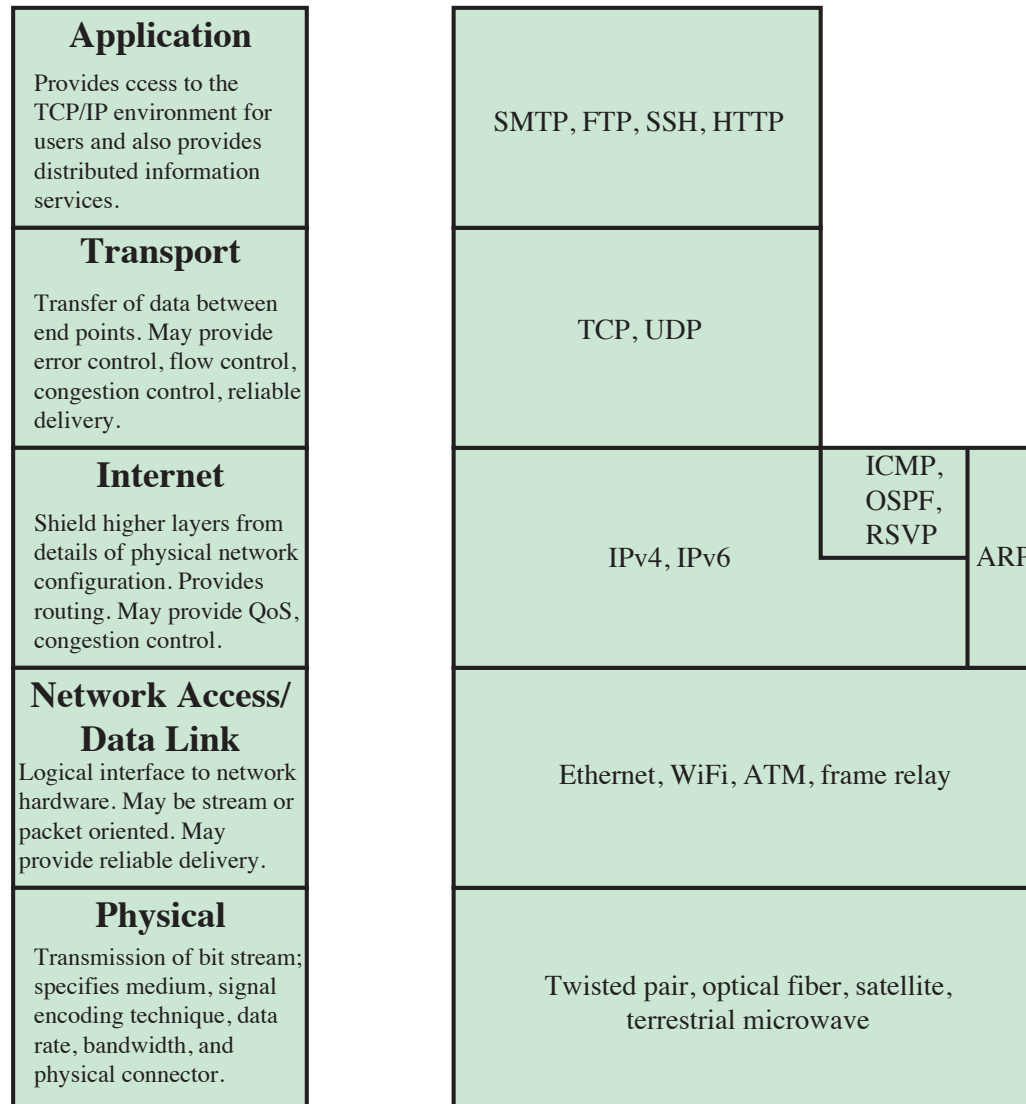 Application
Provides ccess to the
TCP/IP environment for
users and also provides
distributed information
services.
SMTP, FTP, SSH, HTTP
Transport
Transfer of data between
end points. May provide
error control, flow control,
congestion control, reliable
delivery.
TCP, UDP
Internet
Shield higher layers from
details of physical network
configuration. Provides
routing. May provide QoS,
congestion control.
IPv4, IPv6
ICMP,
OSPF,
RSVP
ARP
Network Access/
Data Link
Logical interface to network
hardware. May be stream or
packet oriented. May
provide reliable delivery.
Ethernet, WiFi, ATM, frame relay
Physical
Transmission of bit stream;
specifies medium, signal
encoding technique, data
rate, bandwidth, and
physical connector.
Twisted pair, optical fiber, satellite,
terrestrial microwave